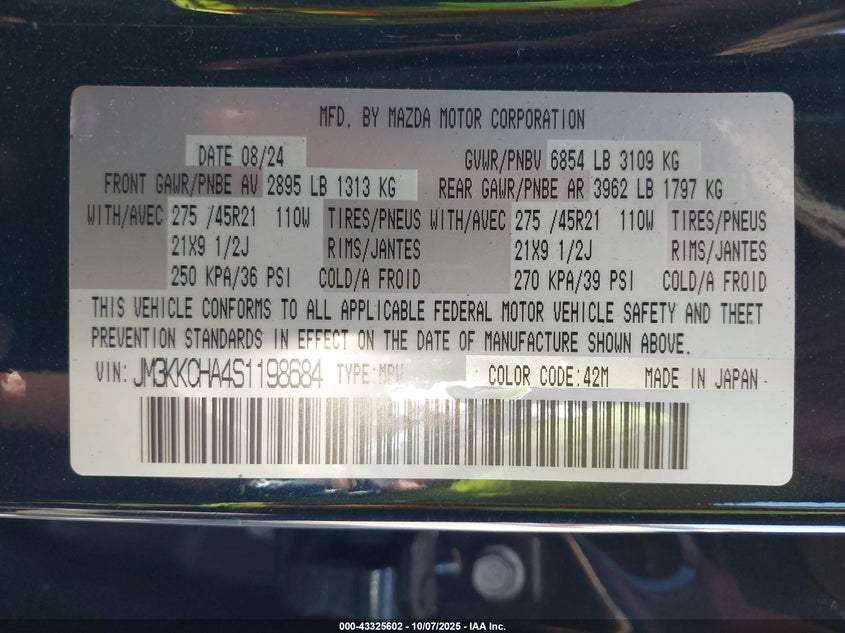 MFD. BY MAZDA MOTOR CORPORATION
DATE 08/24 GVWR/PNBV 6854 LB 3109 KG
FRONT GAWR/PNBE AV 2895 LB 1313 KG REAR GAWR/PNBE AR 3962 LB 1797 KG
WITH/AVEC 275 /45R21 110W TIRES/PNEUS WITH/AVEC 275 /45R21 110W TIRES/PNEUS
21X9 1/2J RIMS/JANTES 21X9 1/2J RIMS/JANTES
250 KPA/36 PSI COLD/A FROID 270 KPA/39 PSI COLD/A FROID
THIS VEHICLE CONFORMS TO ALL APPLICABLE FEDERAL MOTOR VEHICLE SAFETY AND THEFT
PREVENTION STANDARDS IN EFFECT ON THE DATE OF MANUFACTURE SHOWN ABOVE.
VIN: JM3KKCHA4S1198684 TYPE:MPV COLOR CODE:42M MADE IN JAPAN
000-43325602 - 10/07/2025 - IAA Inc.